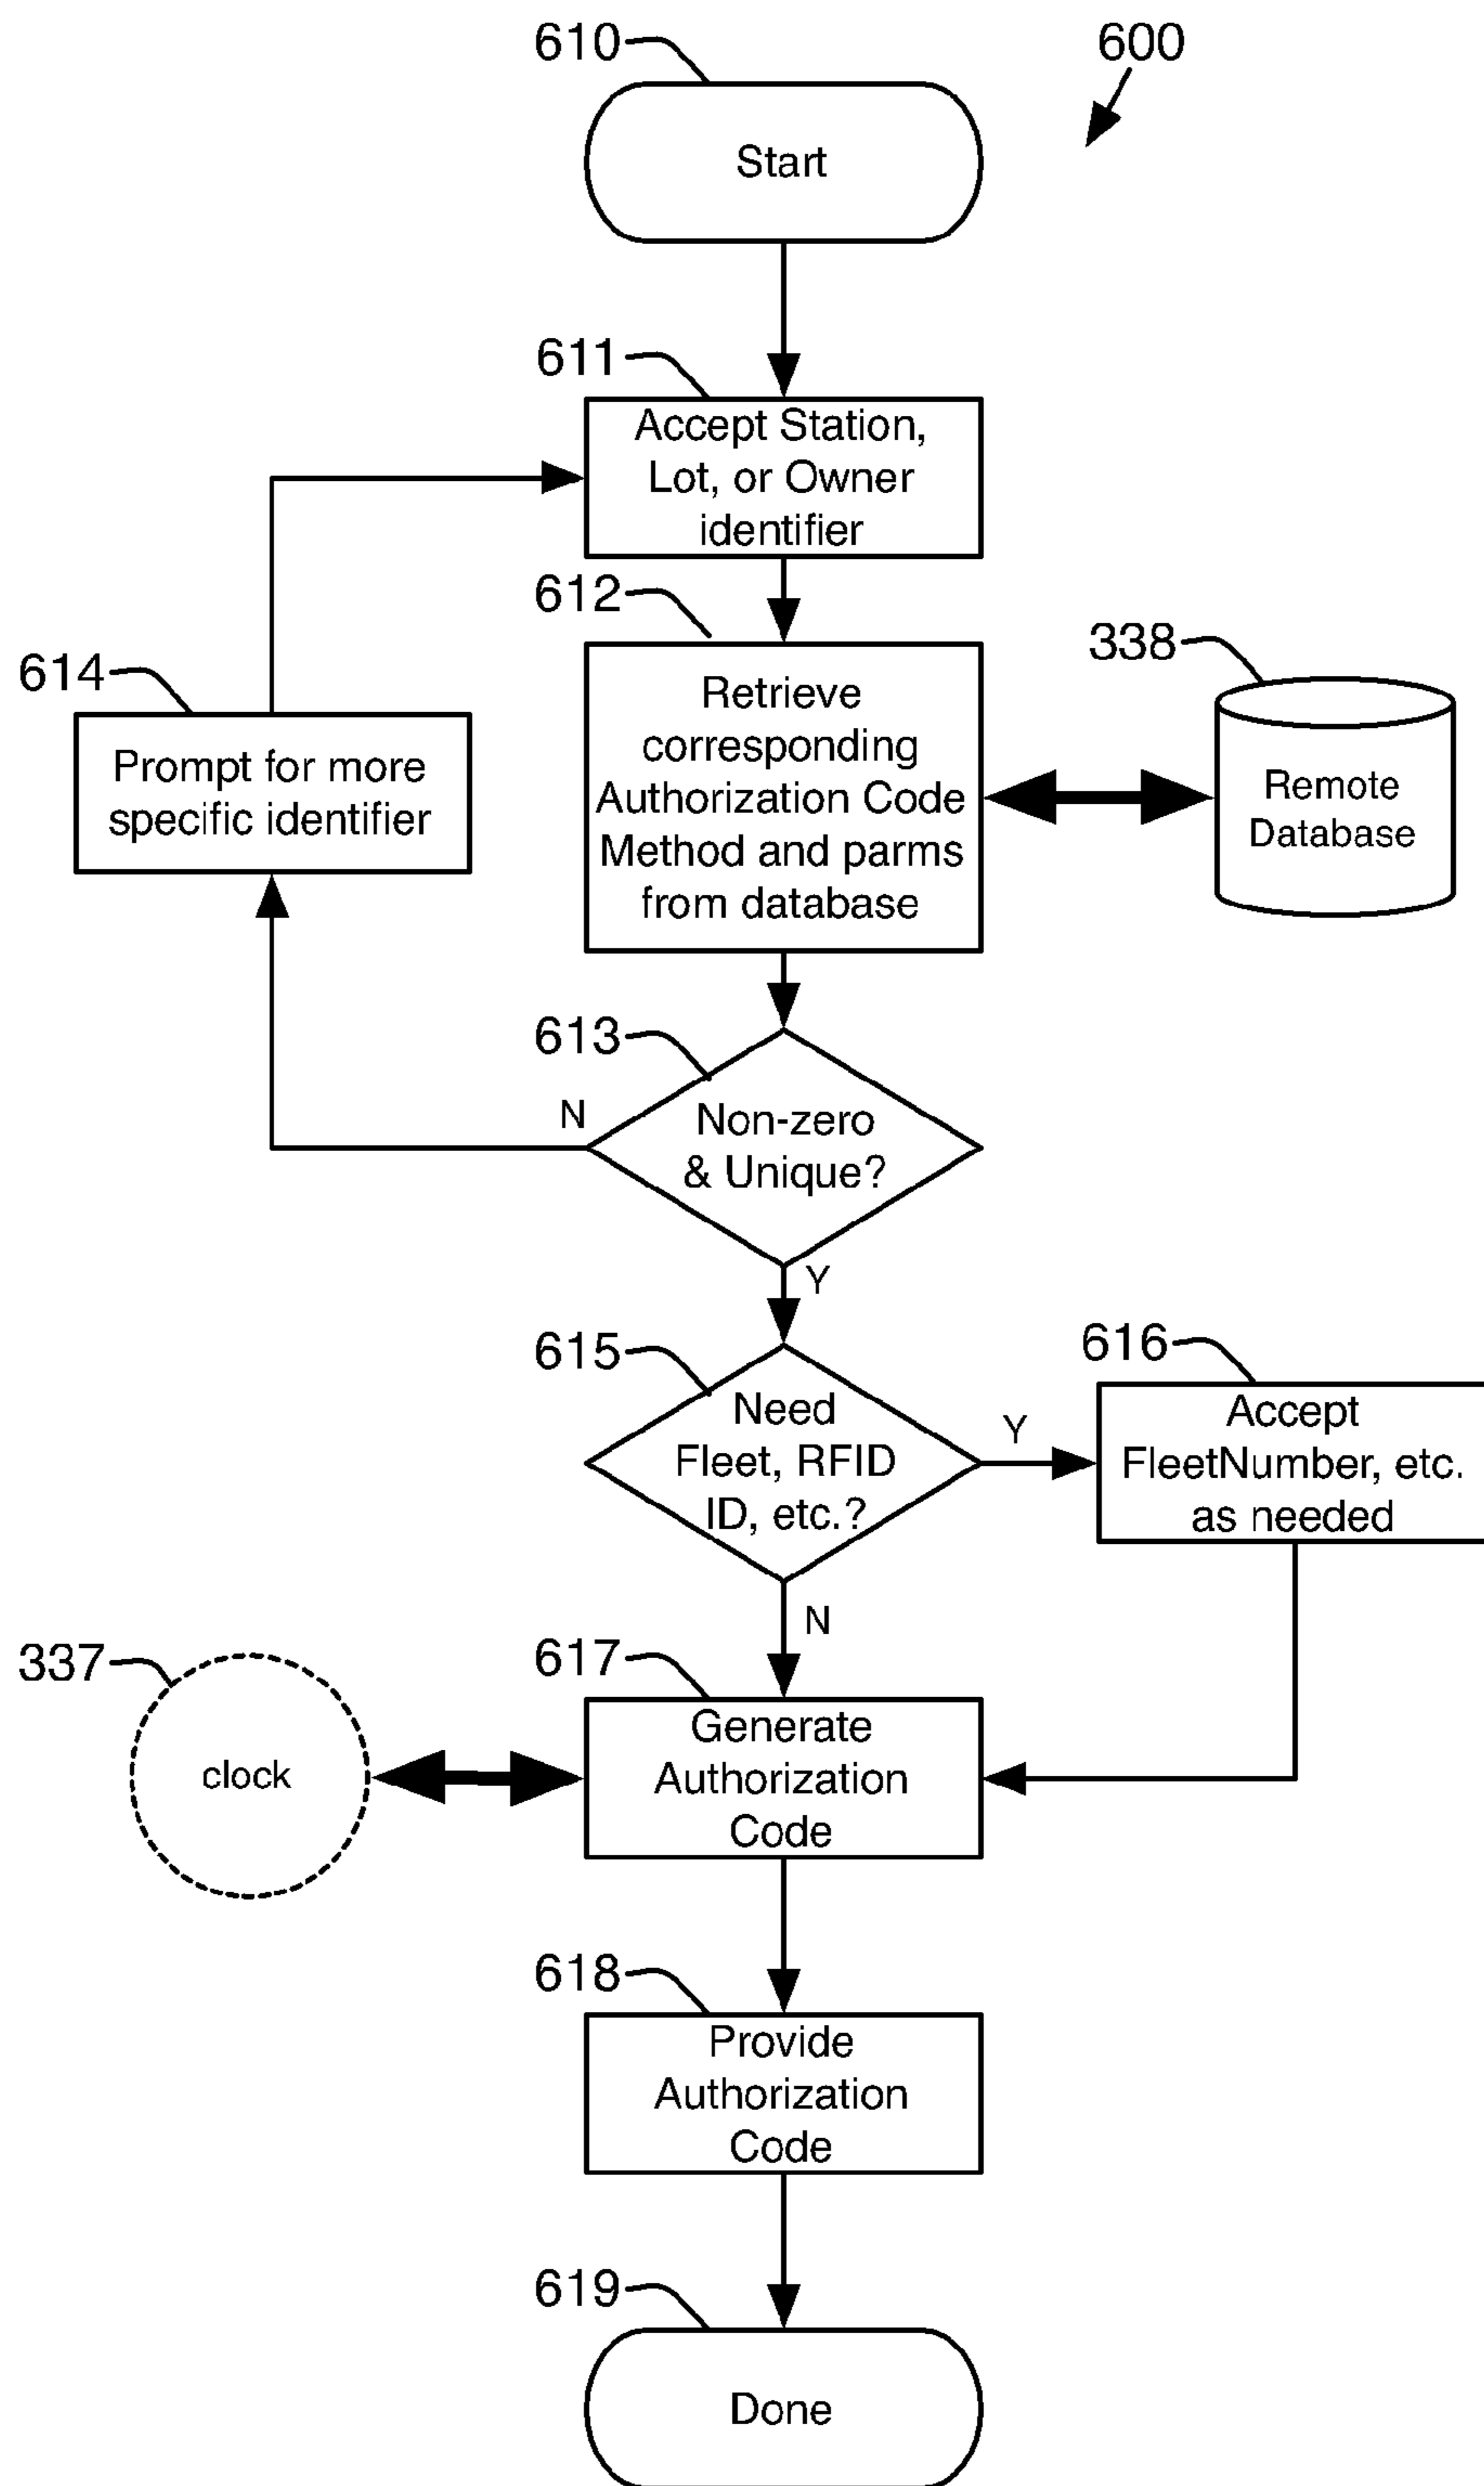 610
600
Start
611
Accept Station,
Lot, or Owner
identifier
612
Retrieve
corresponding
Authorization Code
Method and parms
from database
338
Remote
Database
614
Prompt for more
specific identifier
613
N
Non-zero
& Unique?
Y
615
Need
Fleet, RFID
ID, etc.?
Y
616
Accept
FleetNumber, etc.
as needed
N
337
clock
617
Generate
Authorization
Code
618
Provide
Authorization
Code
619
Done